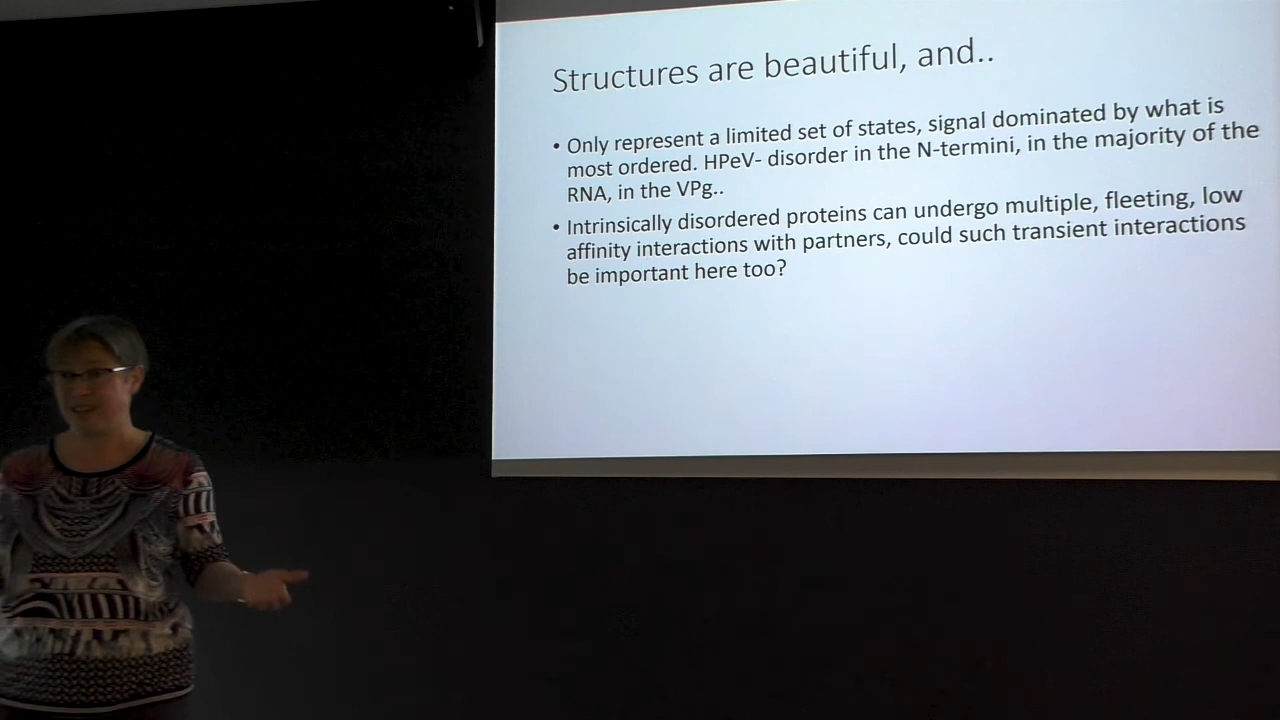 Structures are beautiful, and..
• Only represent a limited set of states, signal dominated by what is
most ordered. HPeV- disorder in the N-termini, in the majority of the
RNA, in the VPg..
• Intrinsically disordered proteins can undergo multiple, fleeting, low
affinity interactions with partners, could such transient interactions
be important here too?